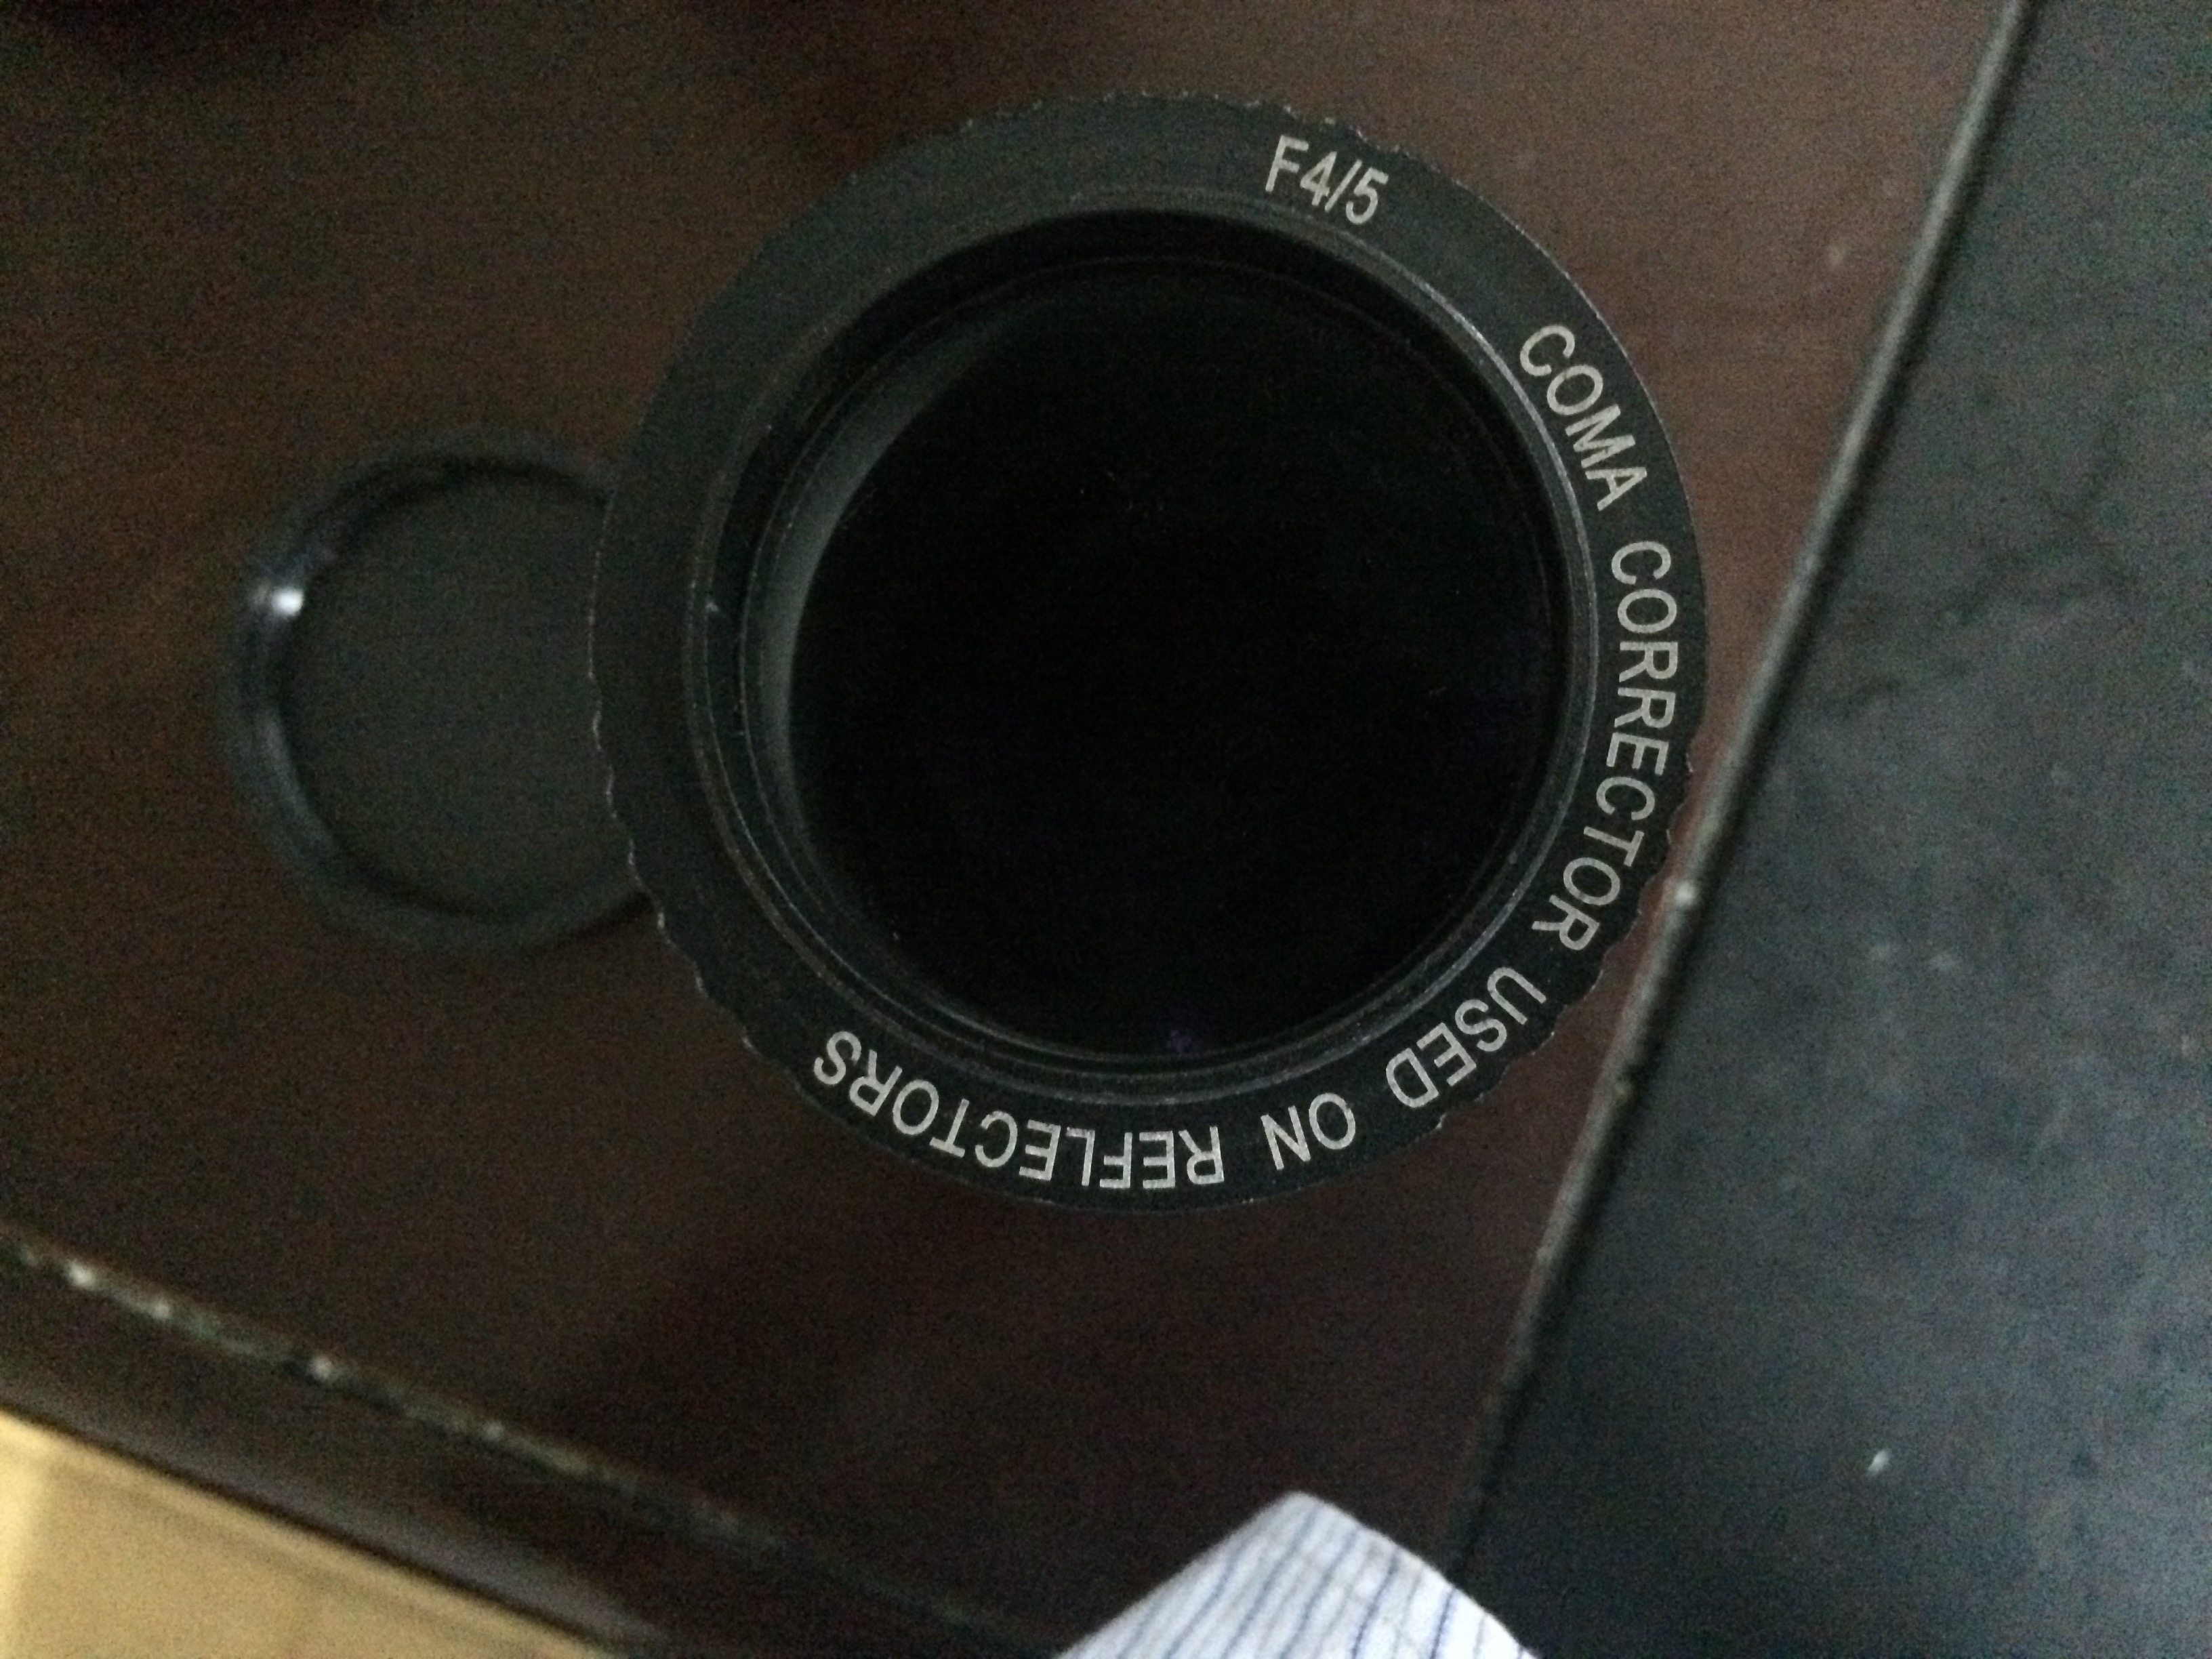 F4/5
COMA CORRECTOR USED ON REFLECTORS